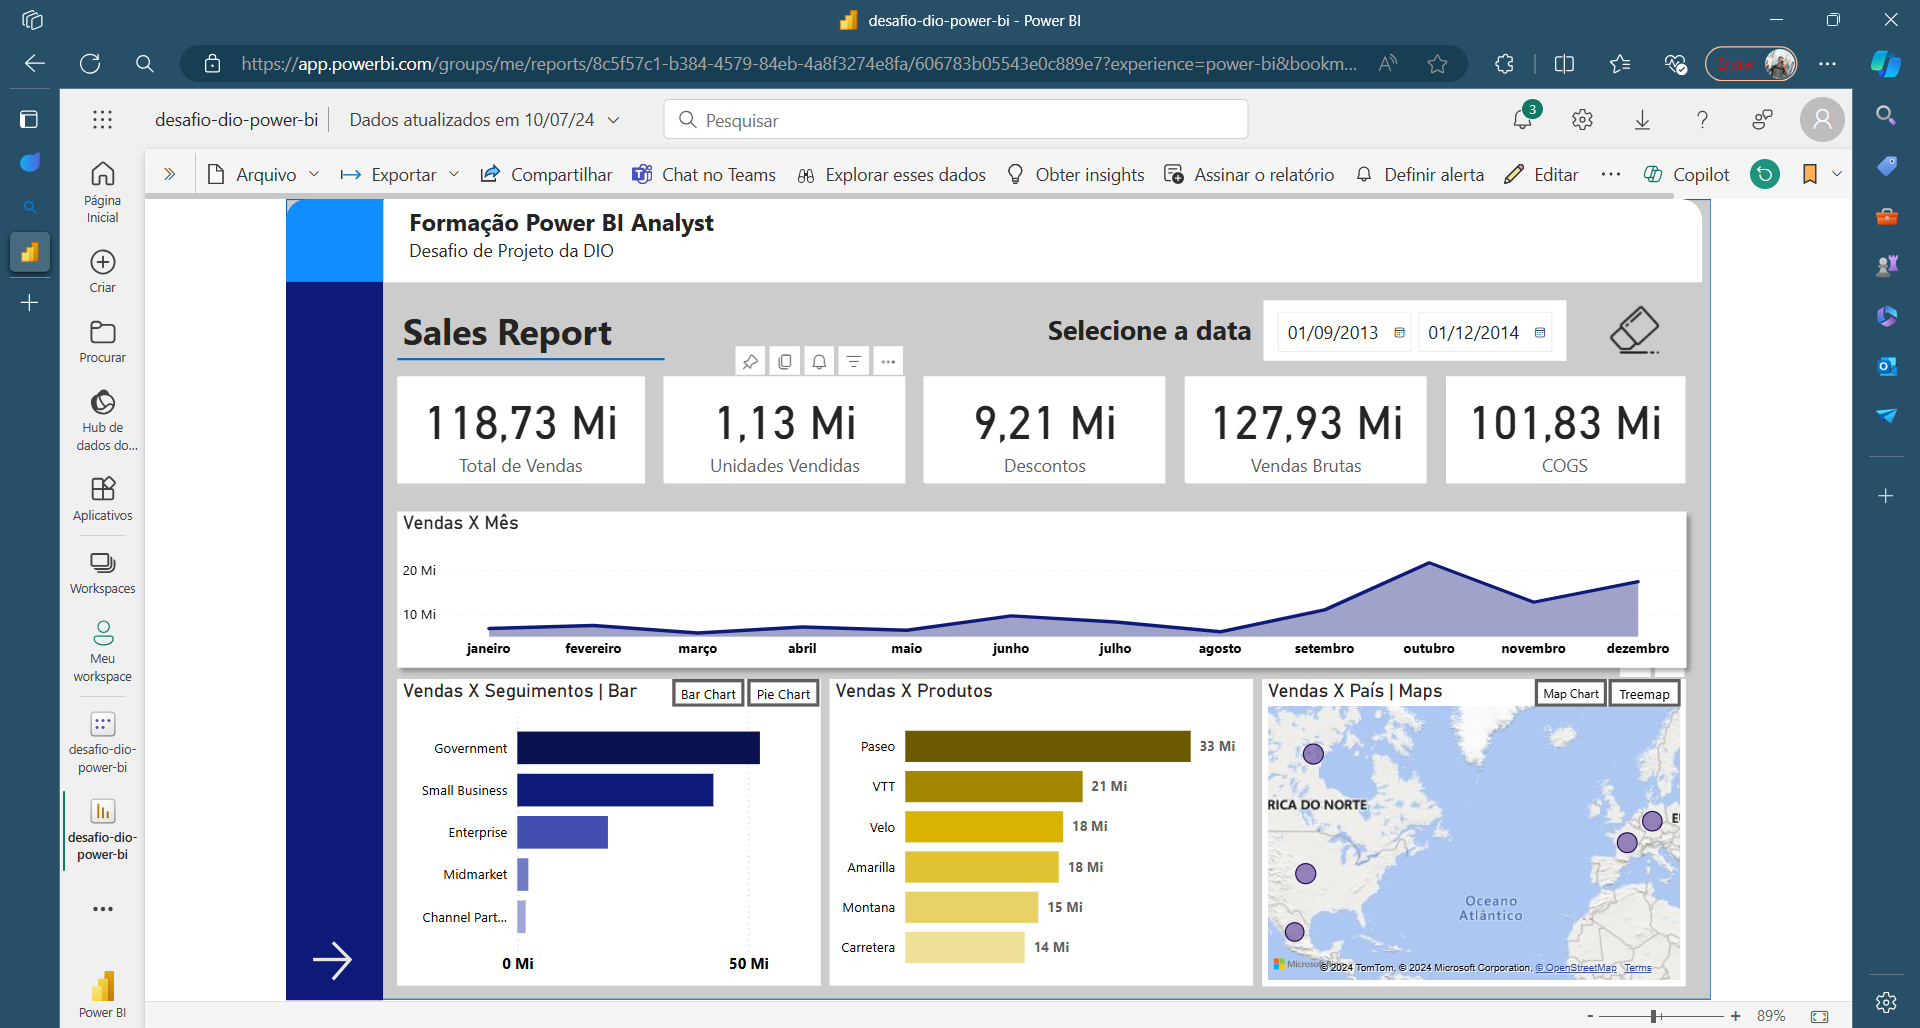 desafio-dio-power-bi - Power BI
https://app.powerbi.com/groups/me/reports/8c5f57c1-b384-4579-84eb-4a8f3274e8fa/606783b05543e0c889e7?experience=power-bi&bookm...
Entrar
desafio-dio-power-bi
Dados atualizados em 10/07/24
Pesquisar
3
Arquivo
Exportar
Compartilhar
Chat no Teams
Explorar esses dados
Obter insights
Assinar o relatório
Definir alerta
Editar
Copilot
Página
Inicial
Criar
Procurar
Hub de
dados do...
Aplicativos
Workspaces
Meu
workspace
desafio-dio-
power-bi
desafio-dio-
power-bi
Power BI
Formação Power BI Analyst
Desafio de Projeto da DIO
Sales Report
Selecione a data
01/09/2013
01/12/2014
118,73 Mi
Total de Vendas
1,13 Mi
Unidades Vendidas
9,21 Mi
Descontos
127,93 Mi
Vendas Brutas
101,83 Mi
COGS
Vendas X Mês
20 Mi
10 Mi
janeiro fevereiro março abril maio junho julho agosto setembro outubro novembro dezembro
Vendas X Seguimentos | Bar
Bar Chart
Pie Chart
Government
Small Business
Enterprise
Midmarket
Channel Part...
0 Mi
50 Mi
Vendas X Produtos
Paseo 33 Mi
VTT 21 Mi
Velo 18 Mi
Amarilla 18 Mi
Montana 15 Mi
Carretera 14 Mi
Vendas X País | Maps
Map Chart
Treemap
RICA DO NORTE
E
Oceano
Atlântico
Microsoft
© 2024 TomTom, © 2024 Microsoft Corporation, © OpenStreetMap Terms
- + 89%